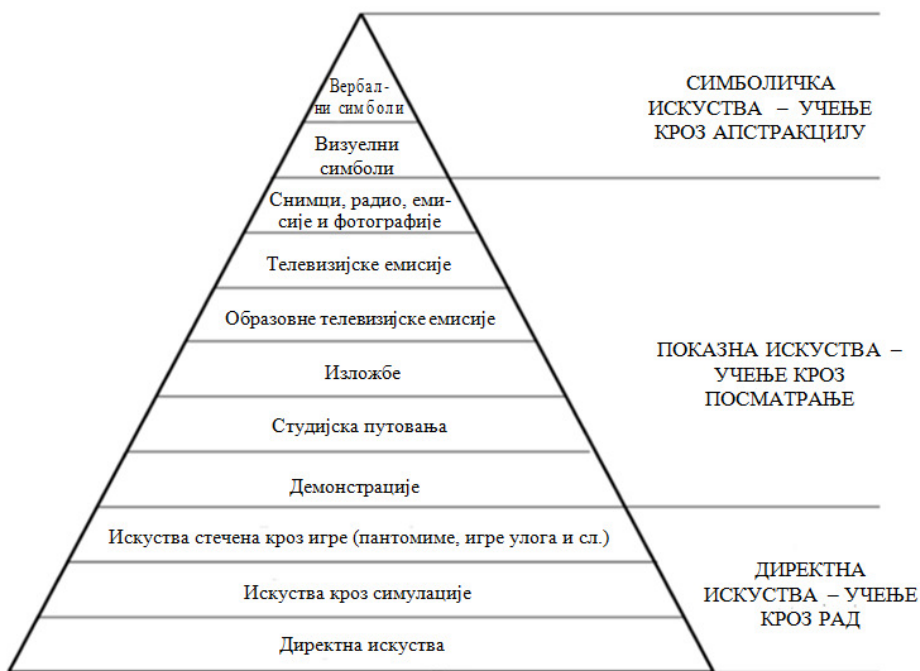 Вербал-
ни символи
Визуелни
симболи
Снимци, радио, еми-
сије и фотографије
Телевизијске емисије
Образовне телевизијске емисије
Изложбе
Студијска путовања
Демонстрације
Искуства стечена кроз игре (пантомиме, игре улога и сл.)
Искуства кроз симулације
Директна искуства
СИМБОЛИЧКА
ИСКУСТВА – УЧЕЊЕ
КРОЗ АПСТРАКЦИЈУ
ПОКАЗНА ИСКУСТВА –
УЧЕЊЕ КРОЗ
ПОСМАТРАЊЕ
ДИРЕКТНА
ИСКУСТВА – УЧЕЊЕ
КРОЗ РАД